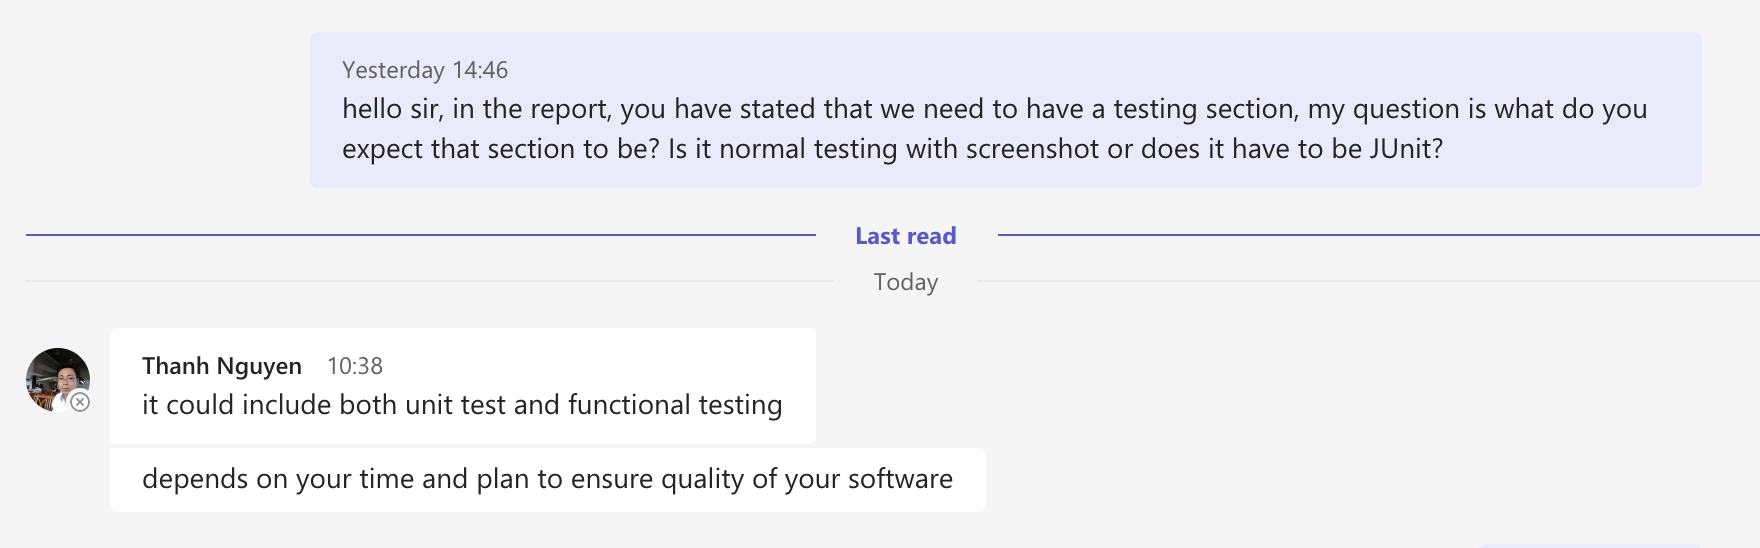 Yesterday 14:46
hello sir, in the report, you have stated that we need to have a testing section, my question is what do you
expect that section to be? Is it normal testing with screenshot or does it have to be JUnit?
Last read
Today
Thanh Nguyen 10:38
it could include both unit test and functional testing
depends on your time and plan to ensure quality of your software